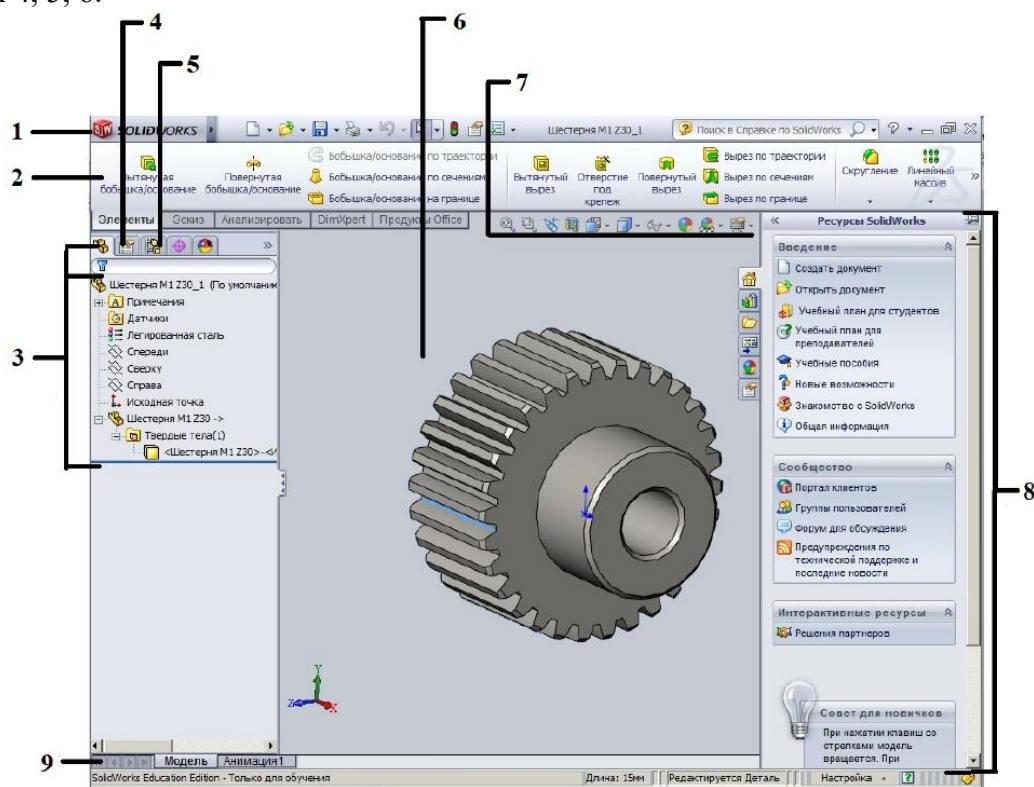 4, 5, 6.
4
5
6
7
1
SOLIDWORKS
Шестерня M1 Z30_1
Поиск в Справке по SolidWorks
2
Вытянутая бобышка/основание
Повернутая бобышка/основание
Бобышка/основание по траектории
Бобышка/основание по сечениям
Бобышка/основание на границе
Вытянутый вырез
Отверстие под крепеж
Повернутый вырез
Вырез по траектории
Вырез по сечениям
Вырез по границе
Скругление
Линейный массив
Элементы
Эскиз
Анализировать
DimXpert
Продукты Office
3
Шестерня M1 Z30_1 (По умолчанию
Примечания
Датчики
Легированная сталь
Спереди
Сверху
Справа
Исходная точка
Шестерня M1 Z30 ->
Твердые тела(1)
<Шестерня M1 Z30>-<
Y
Z
X
Ресурсы SolidWorks
Введение
Создать документ
Открыть документ
Учебный план для студентов
Учебный план для
преподавателей
Учебные пособия
Новые возможности
Знакомство с SolidWorks
Общая информация
Сообщество
Портал клиентов
Группы пользователей
Форум для обсуждения
Предупреждения по
технической поддержке и
последние новости
Интерактивные ресурсы
Решения партнеров
Совет для новичков
При нажатии клавиш со
стрелками модель
вращается. При
8
9
Модель
Анимация1
SolidWorks Education Edition - Только для обучения
Длина: 15мм
Редактируется Деталь
Настройка